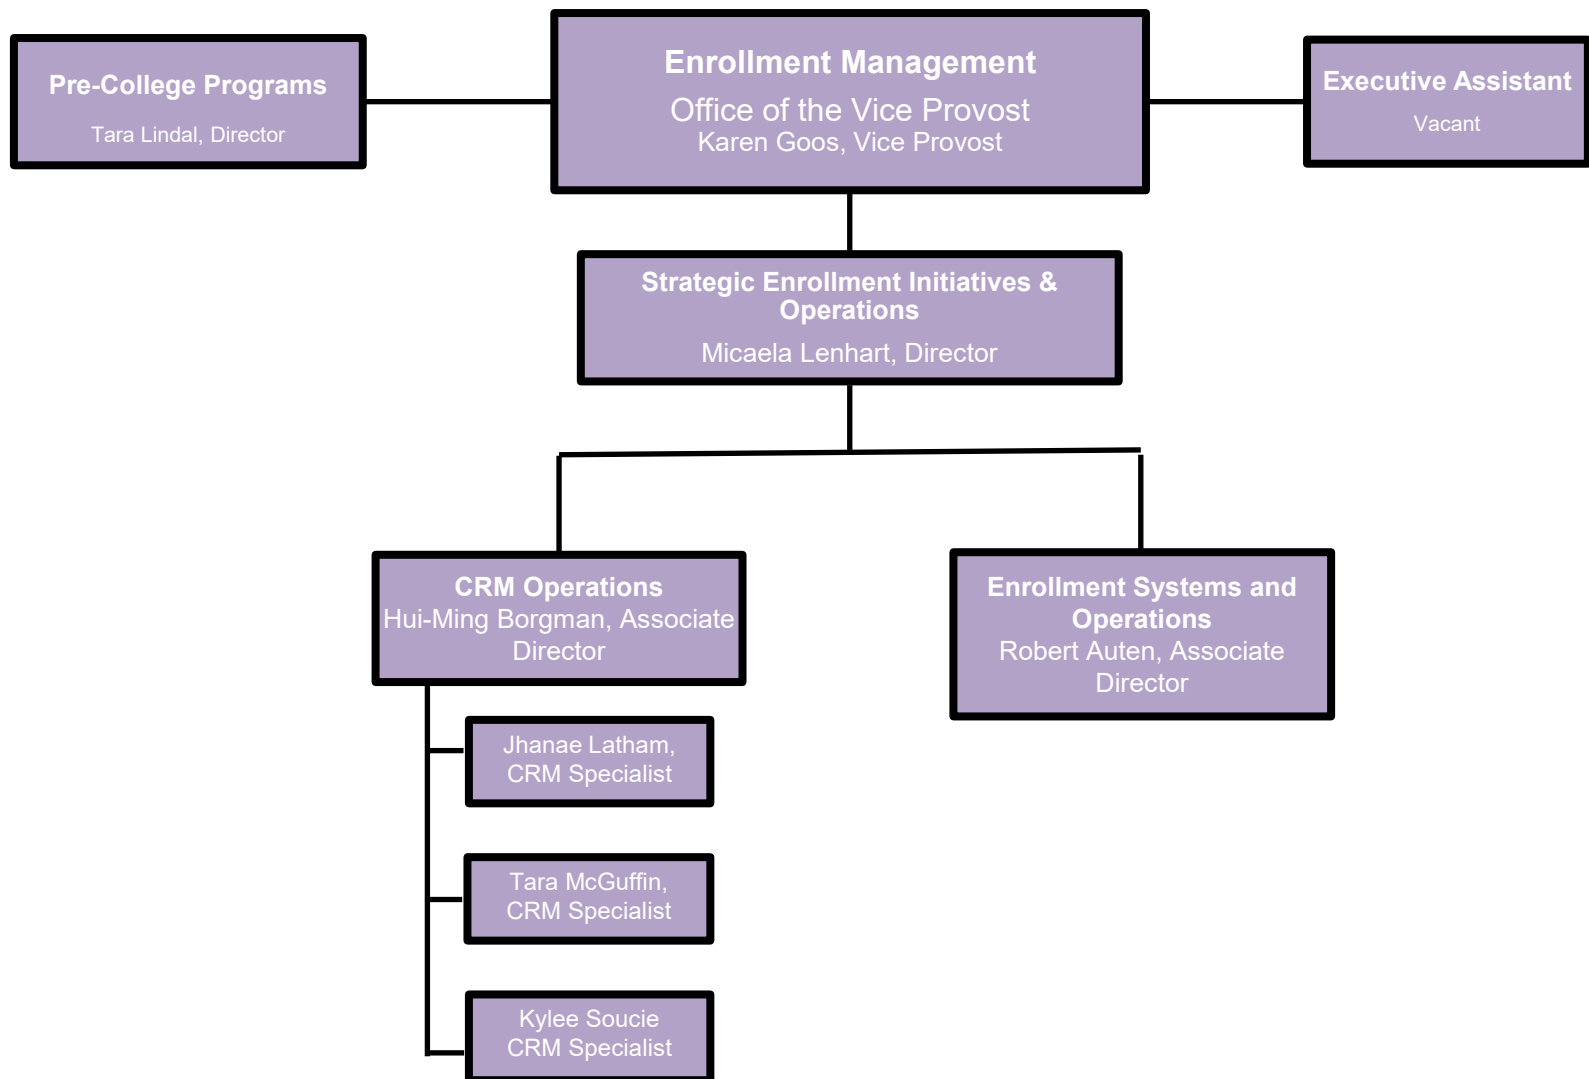 Pre-College Programs
Tara Lindal, Director
Enrollment Management
Office of the Vice Provost
Karen Goos, Vice Provost
Executive Assistant
Vacant
Strategic Enrollment Initiatives &
Operations
Micaela Lenhart, Director
CRM Operations
Hui-Ming Borgman, Associate
Director
Enrollment Systems and
Operations
Robert Auten, Associate
Director
Jhanae Latham,
CRM Specialist
Tara McGuffin,
CRM Specialist
Kylee Soucie
CRM Specialist